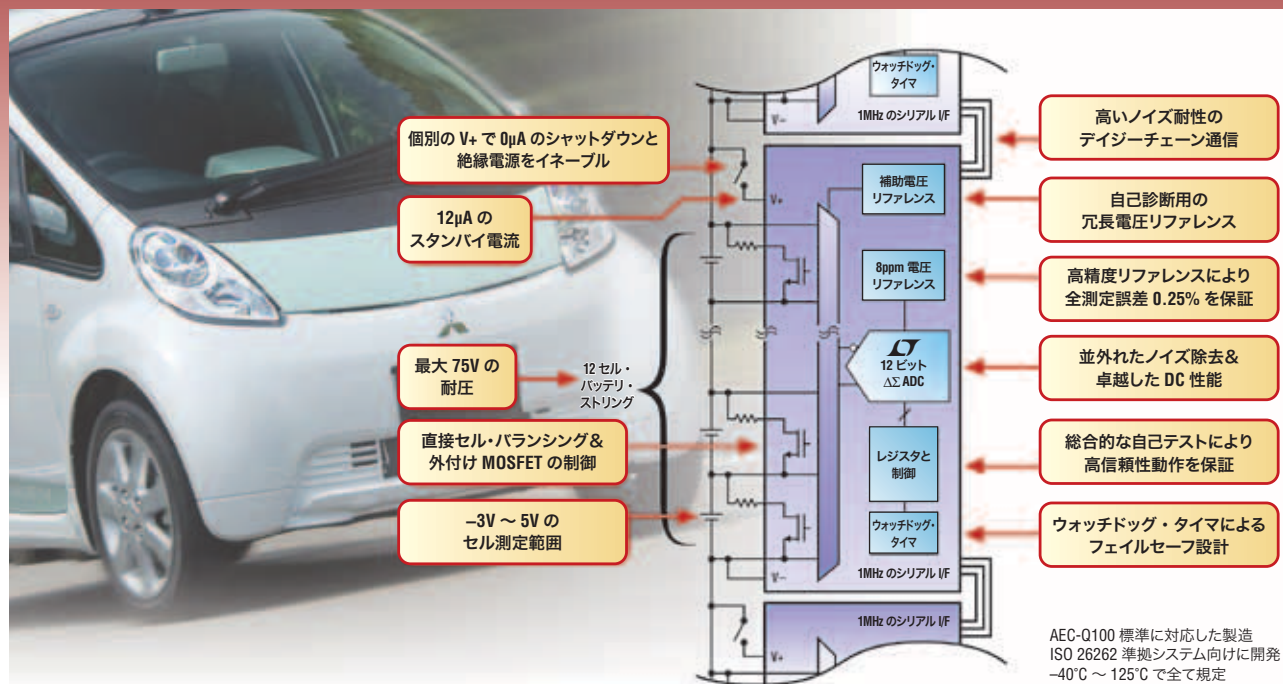 個別の V+ で 0µA のシャットダウンと
絶縁電源をイネーブル
12µA の
スタンバイ電流
最大 75V の
耐圧
12 セル・
バッテリ・
ストリング
直接セル・バランシング＆
外付け MOSFET の制御
–3V ～ 5V の
セル測定範囲
ウォッチドッグ・
タイマ
V−
1MHz のシリアル I/F
V+
補助電圧
リファレンス
8ppm 電圧
リファレンス
12 ビット
ΔΣ ADC
レジスタと
制御
ウォッチドッグ・
タイマ
V−
1MHz のシリアル I/F
1MHz のシリアル I/F
V+
高いノイズ耐性の
デイジーチェーン通信
自己診断用の
冗長電圧リファレンス
高精度リファレンスにより
全測定誤差 0.25% を保証
並外れたノイズ除去＆
卓越した DC 性能
総合的な自己テストにより
高信頼性動作を保証
ウォッチドッグ・タイマによる
フェイルセーフ設計
AEC-Q100 標準に対応した製造
ISO 26262 準拠システム向けに開発
–40°C ～ 125°C で全て規定